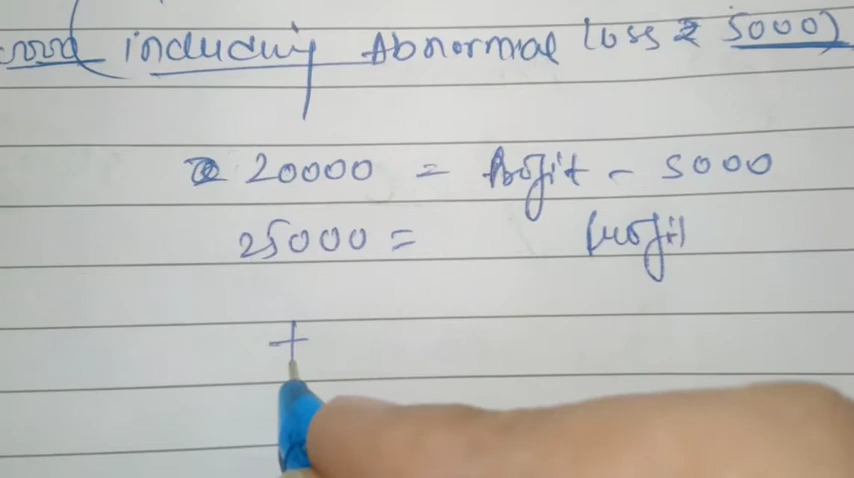 including Abnormal Loss ₹ 5000)
20000 = Profit - 5000
25000 = Profit
+